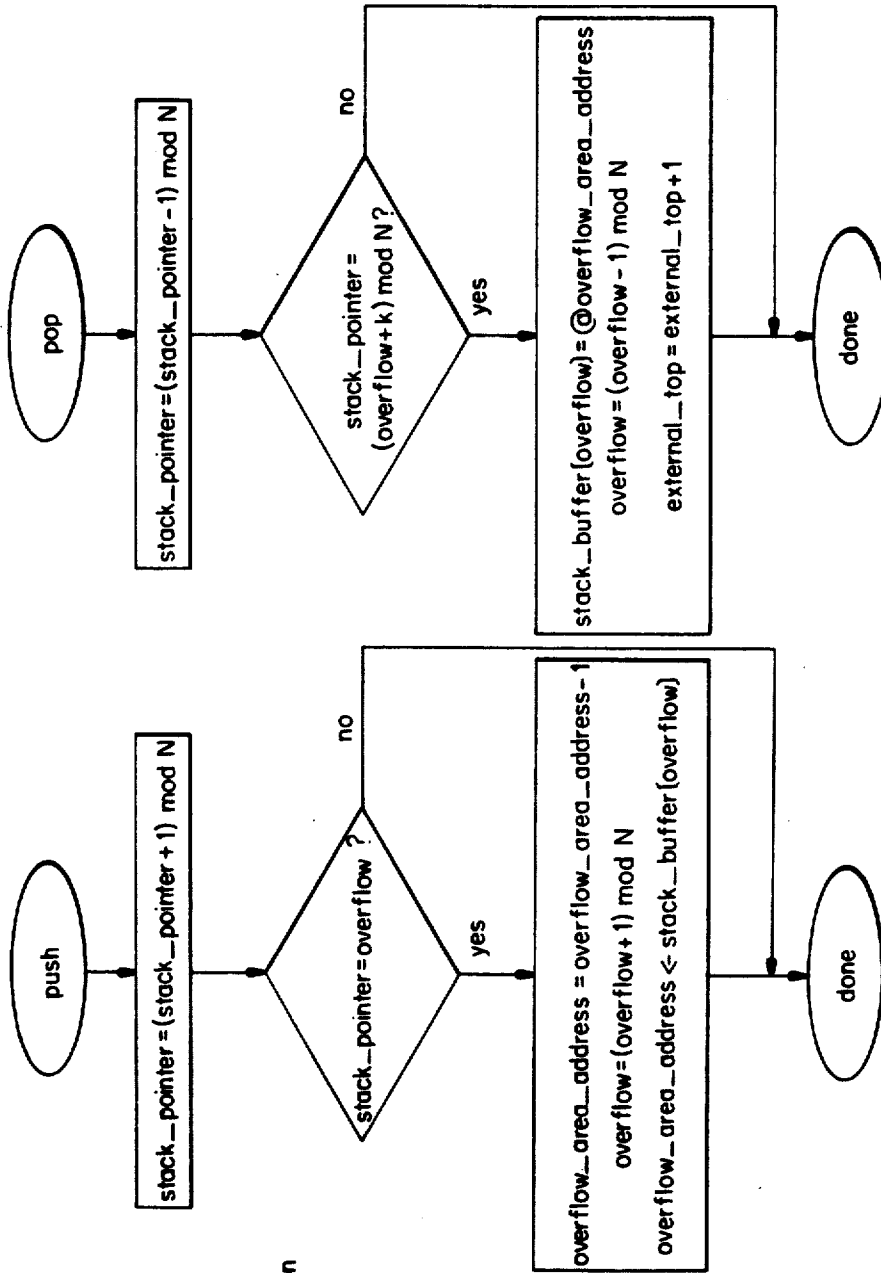 push
stack_pointer=(stack_pointer+1) mod N
stack_pointer=overflow ?
no
yes
overflow_area_address = overflow_area_address-1
overflow=(overflow+1) mod N
overflow_area_address <- stack_buffer(overflow)
done
pop
stack_pointer=(stack_pointer-1) mod N
stack_pointer=
(overflow+k) mod N?
no
yes
stack_buffer(overflow)=@overflow_area_address
overflow=(overflow-1) mod N
external_top=external_top+1
done
n